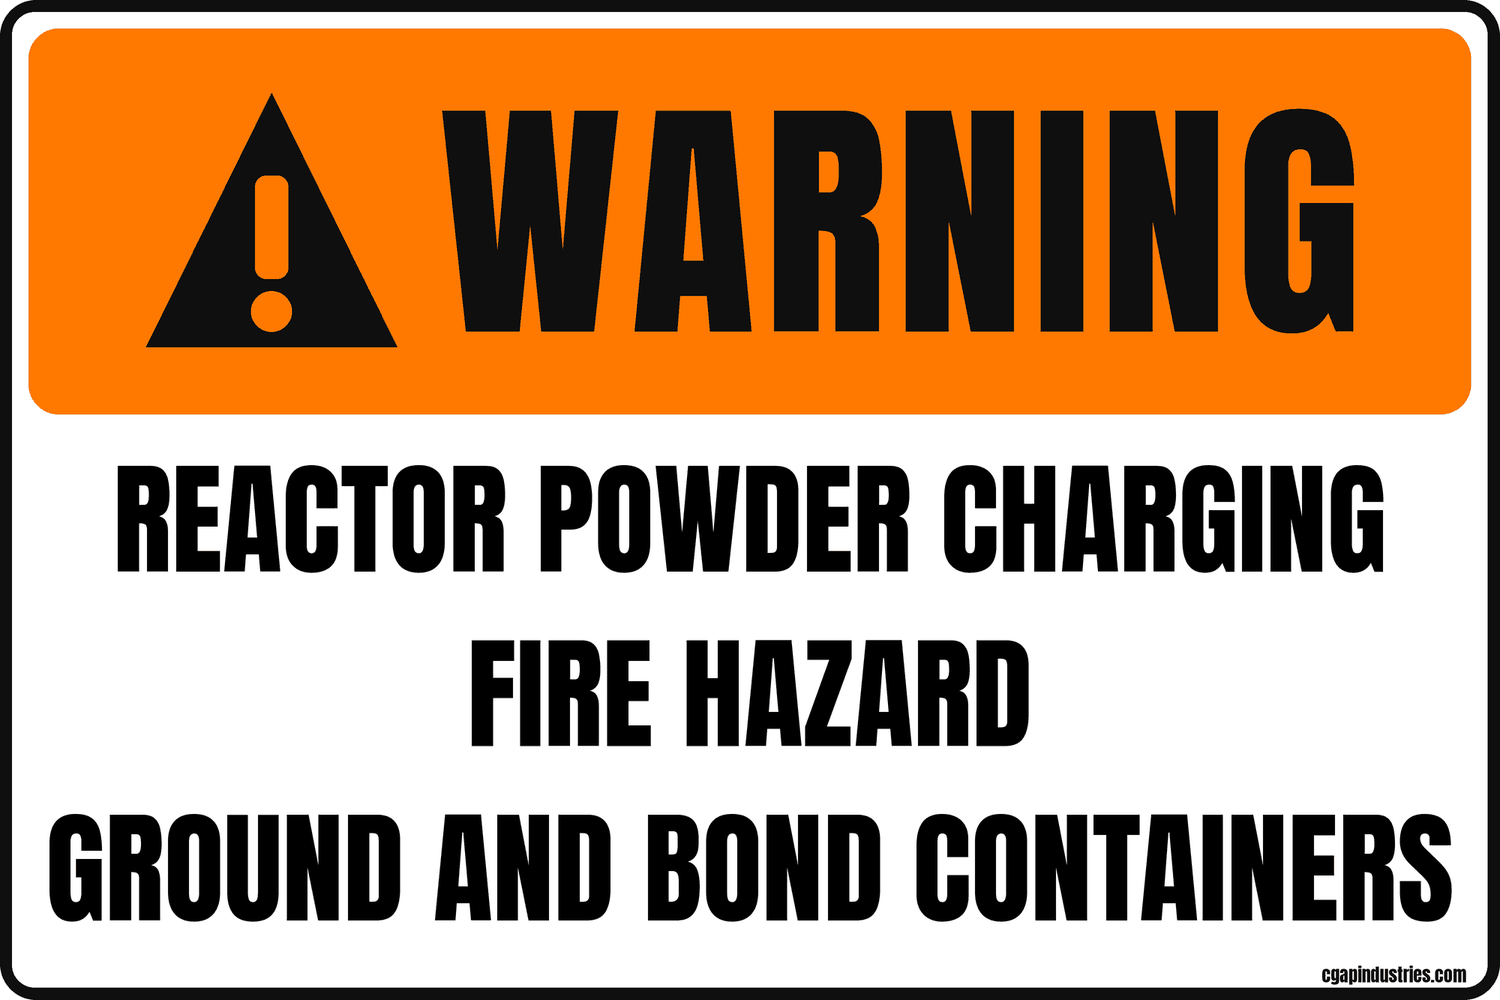 WARNING
REACTOR POWDER CHARGING
FIRE HAZARD
GROUND AND BOND CONTAINERS
cgapindustries.com